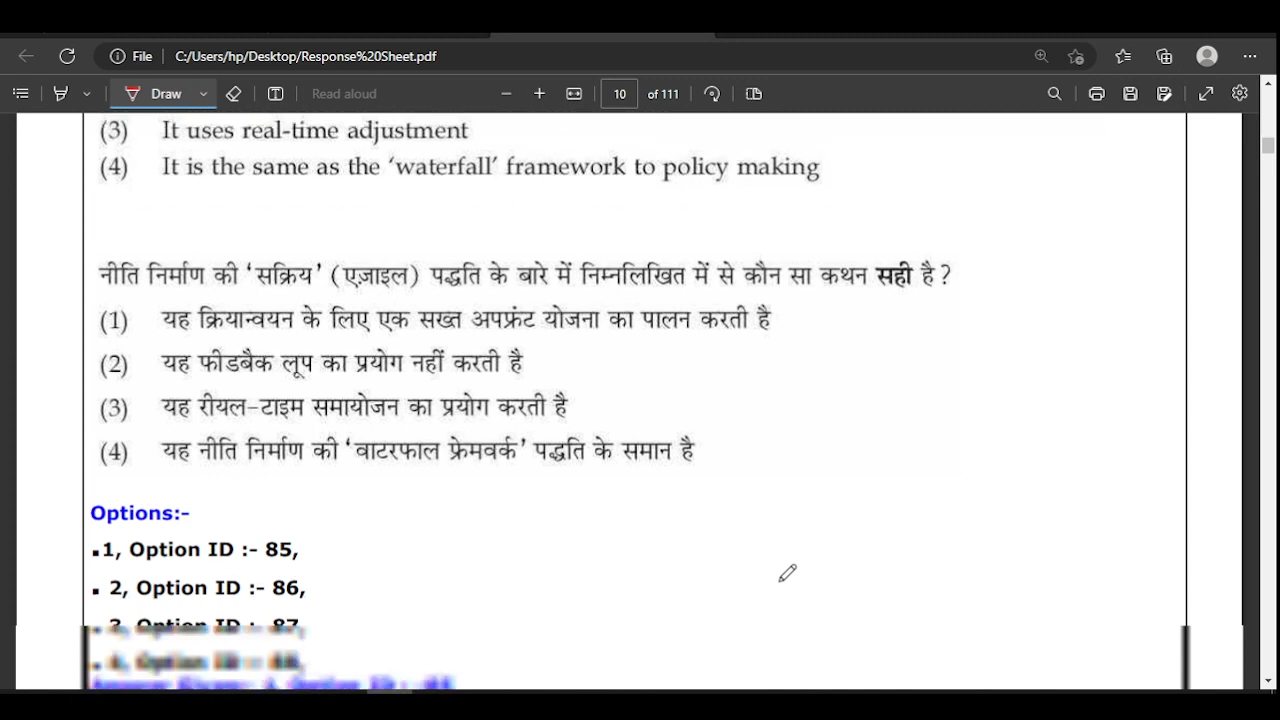 File
C:/Users/hp/Desktop/Response%20Sheet.pdf
Draw
Read aloud
10
of 111
(3) It uses real-time adjustment
(4) It is the same as the 'waterfall' framework to policy making
नीति निर्माण की 'सक्रिय' (एज़ाइल) पद्धति के बारे में निम्नलिखित में से कौन सा कथन सही है ?
(1) यह क्रियान्वयन के लिए एक सख्त अपफ्रंट योजना का पालन करती है
(2) यह फीडबैक लूप का प्रयोग नहीं करती है
(3) यह रीयल-टाइम समायोजन का प्रयोग करती है
(4) यह नीति निर्माण की 'वाटरफाल फ्रेमवर्क' पद्धति के समान है
Options:-
1, Option ID :- 85,
2, Option ID :- 86,
3, Option ID :- 87,